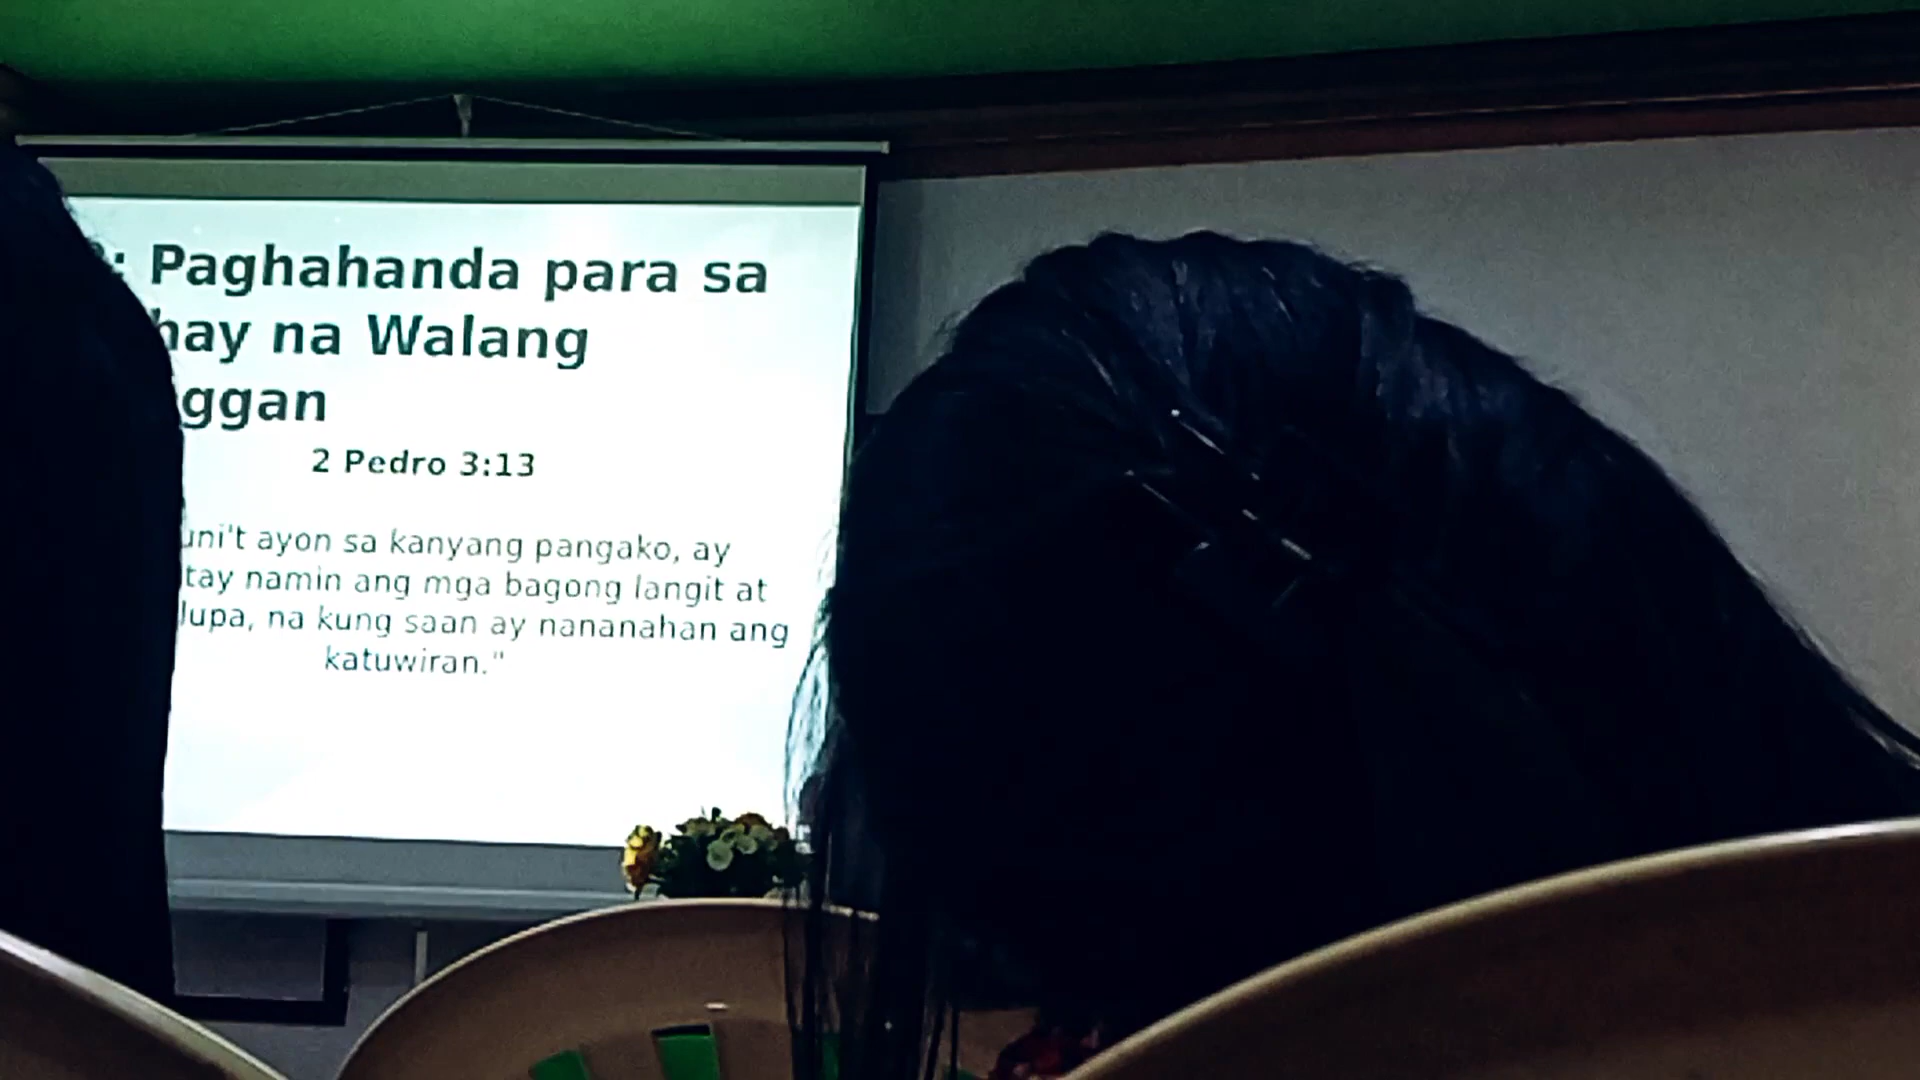 : Paghahanda para sa
hay na Walang
ggan
2 Pedro 3:13
uni't ayon sa kanyang pangako, ay
tay namin ang mga bagong langit at
lupa, na kung saan ay nananahan ang
katuwiran."